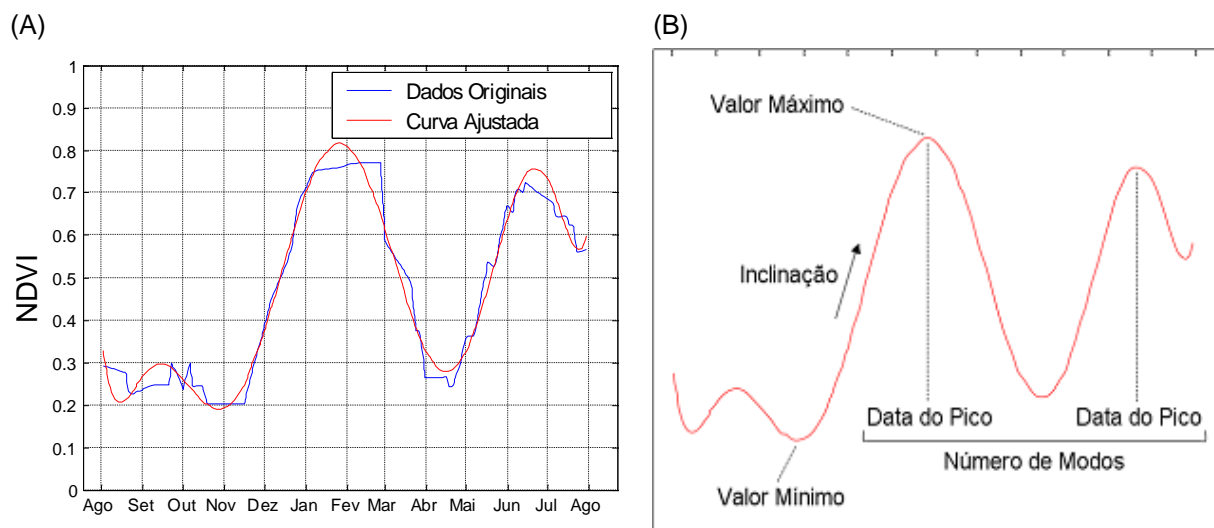 (A)
(B)
NDVI
1
0.9
0.8
0.7
0.6
0.5
0.4
0.3
0.2
0.1
0
Dados Originais
Curva Ajustada
Ago Set Out Nov Dez Jan Fev Mar Abr Mai Jun Jul Ago
Valor Máximo
Inclinação
Data do Pico Data do Pico
Número de Modos
Valor Mínimo